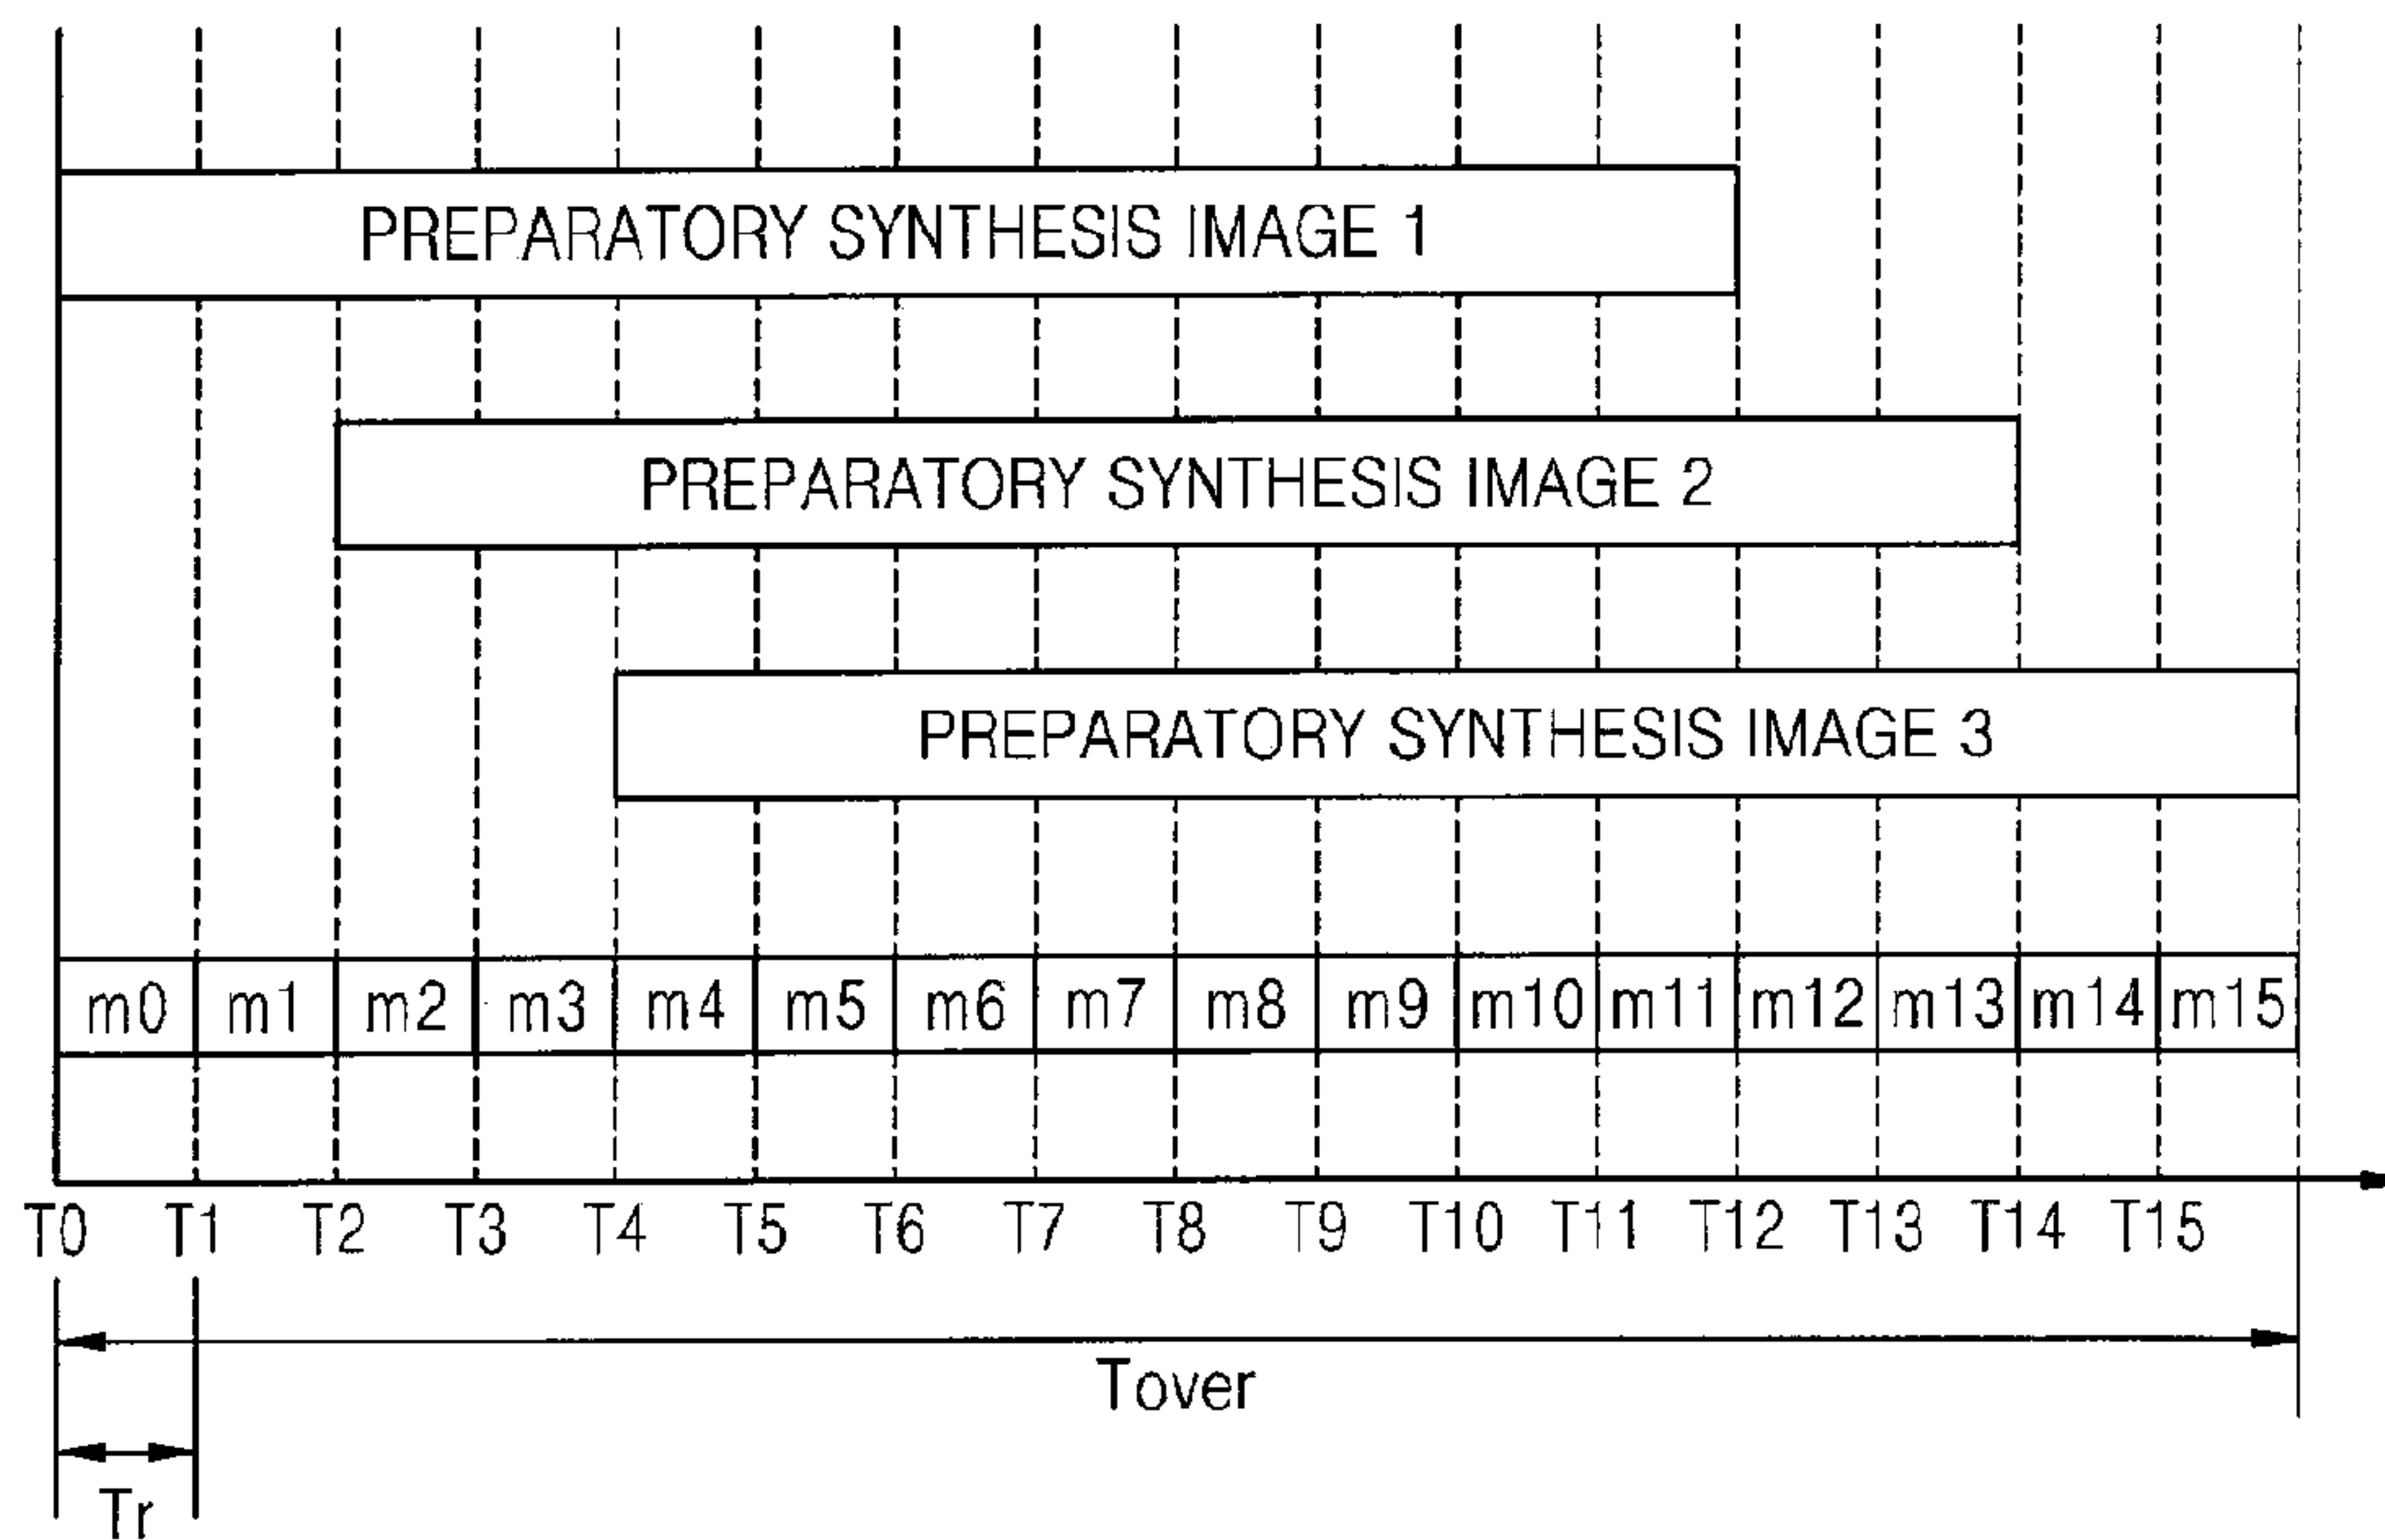 PREPARATORY SYNTHESIS IMAGE 1
PREPARATORY SYNTHESIS IMAGE 2
PREPARATORY SYNTHESIS IMAGE 3
m0 m1 m2 m3 m4 m5 m6 m7 m8 m9 m10 m11 m12 m13 m14 m15
T0 T1 T2 T3 T4 T5 T6 T7 T8 T9 T10 T11 T12 T13 T14 T15
Tover
Tr